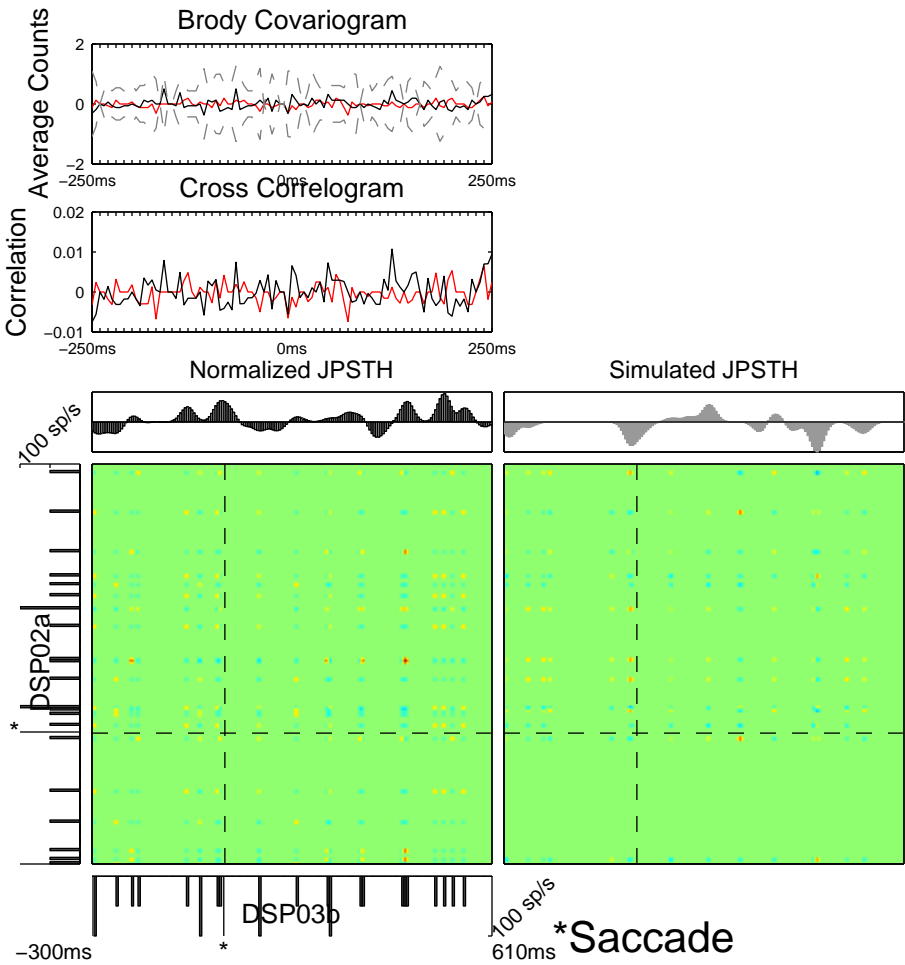 Brody Covariogram
Average Counts
2
0
−2
−250ms
0ms
250ms
Cross Correlogram
Correlation
0.02
0.01
0
−0.01
−250ms
0ms
250ms
Normalized JPSTH
Simulated JPSTH
100 sp/s
DSP02a
*
DSP03b
*
100 sp/s
−300ms
610ms
*Saccade